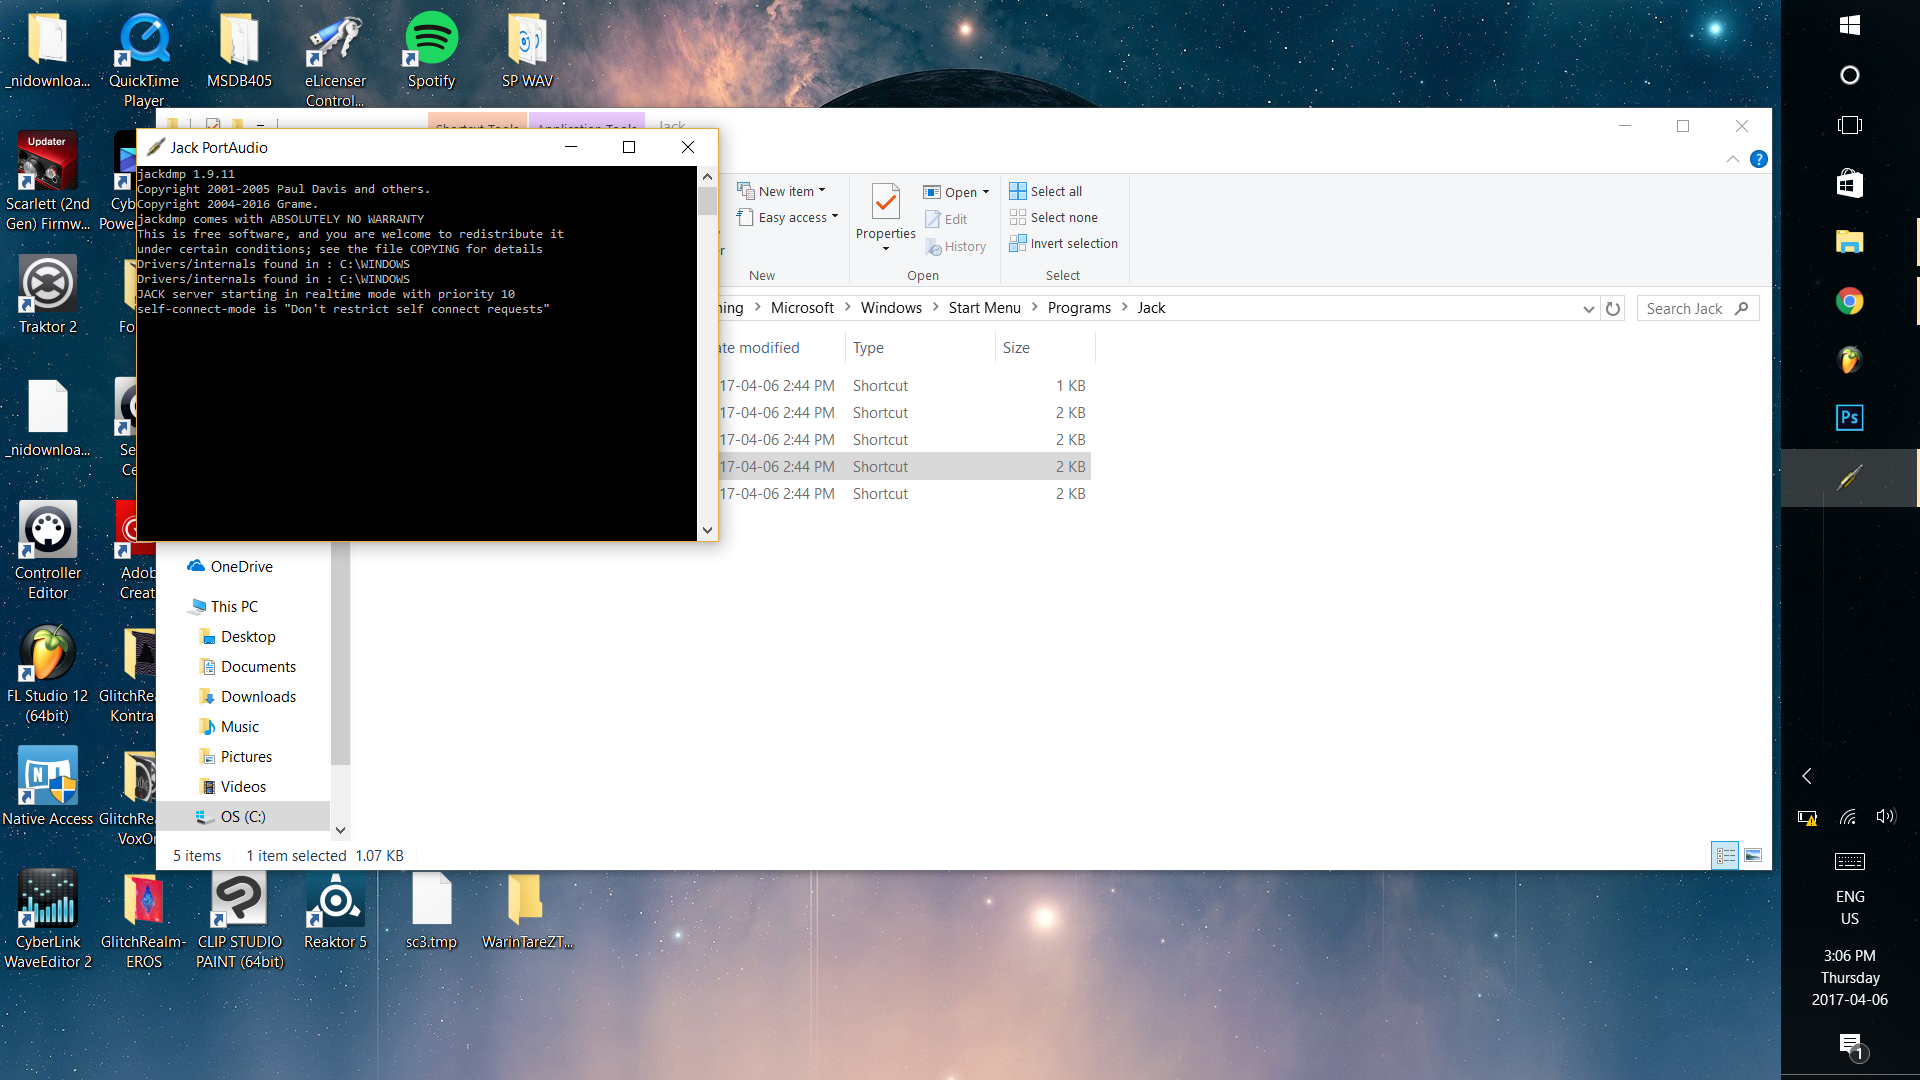 _nidownloa...
QuickTime
Player
MSDB405
eLicenser
Control...
Spotify
SP WAV
Updater
Scarlett (2nd
Gen) Firmw...
Traktor 2
_nidownloa...
Controller
Editor
FL Studio 12
(64bit)
GlitchRea
Kontra
Native Access
GlitchRea
CyberLink
WaveEditor 2
GlitchRealm-
EROS
CLIP STUDIO
PAINT (64bit)
Reaktor 5
sc3.tmp
WarinTareZT...
Jack PortAudio
jackdmp 1.9.11
Copyright 2001-2005 Paul Davis and others.
Copyright 2004-2016 Grame.
jackdmp comes with ABSOLUTELY NO WARRANTY
This is free software, and you are welcome to redistribute it
under certain conditions; see the file COPYING for details
Drivers/internals found in : C:\WINDOWS
Drivers/internals found in : C:\WINDOWS
JACK server starting in realtime mode with priority 10
self-connect-mode is "Don't restrict self connect requests"
Shortcut Tools
Application Tools
Jack
New item
Easy access
New
Properties
Open
Edit
History
Open
Select all
Select none
Invert selection
Select
Microsoft > Windows > Start Menu > Programs > Jack
Search Jack
ate modified Type Size
17-04-06 2:44 PM Shortcut 1 KB
17-04-06 2:44 PM Shortcut 2 KB
17-04-06 2:44 PM Shortcut 2 KB
17-04-06 2:44 PM Shortcut 2 KB
17-04-06 2:44 PM Shortcut 2 KB
OneDrive
This PC
Desktop
Documents
Downloads
Music
Pictures
Videos
OS (C:)
5 items 1 item selected 1.07 KB
Ps
ENG
US
3:06 PM
Thursday
2017-04-06
1